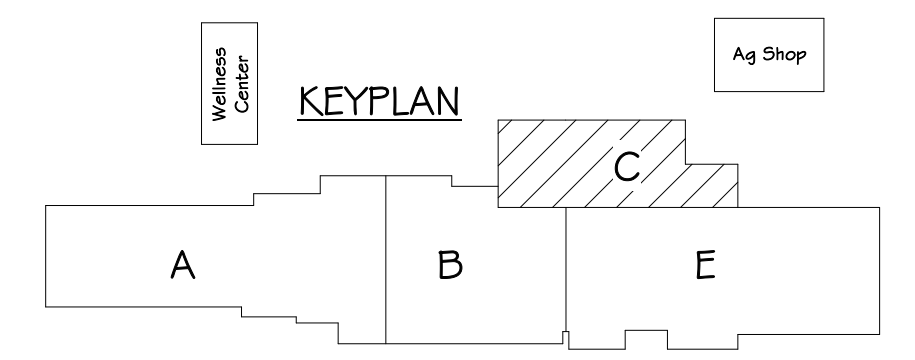 Wellness
Center
Ag Shop
KEYPLAN
C
A
B
E